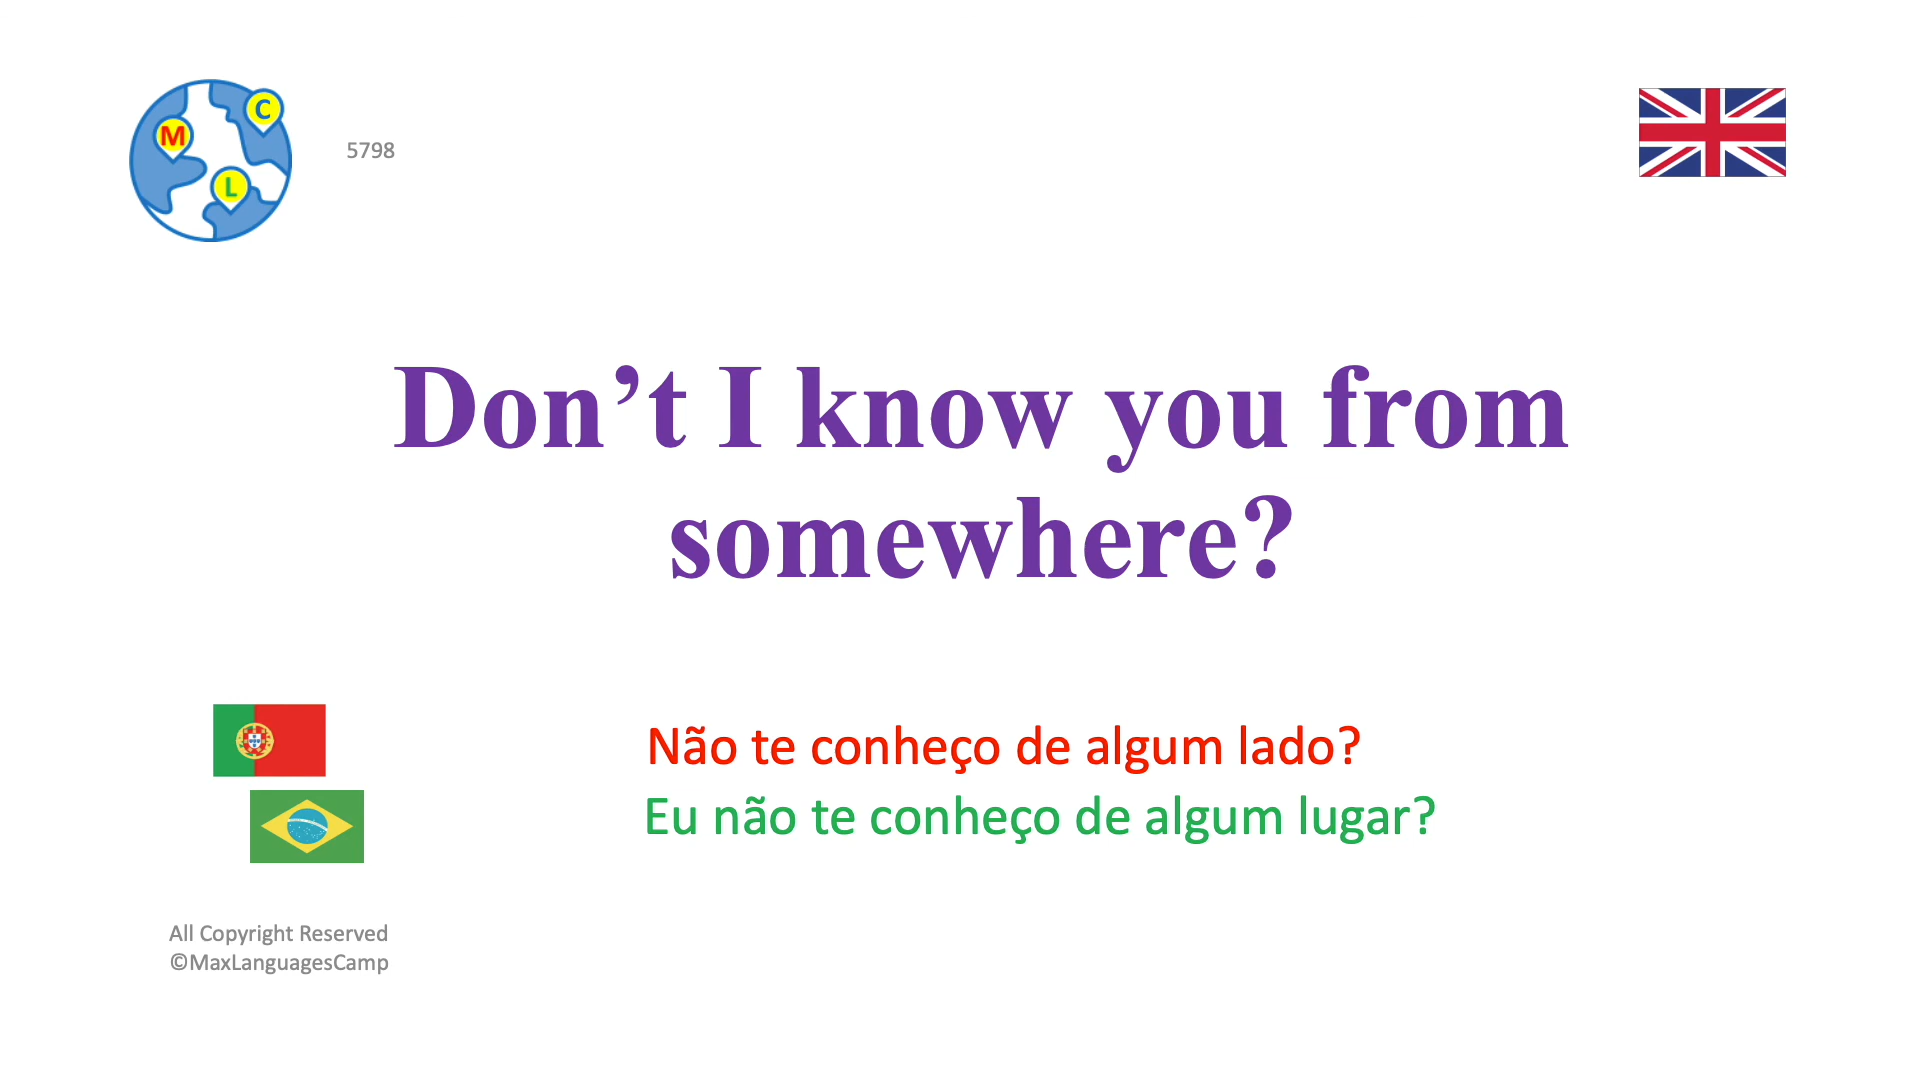 C
M
L
5798
Don’t I know you from
somewhere?
Não te conheço de algum lado?
Eu não te conheço de algum lugar?
All Copyright Reserved
©MaxLanguagesCamp